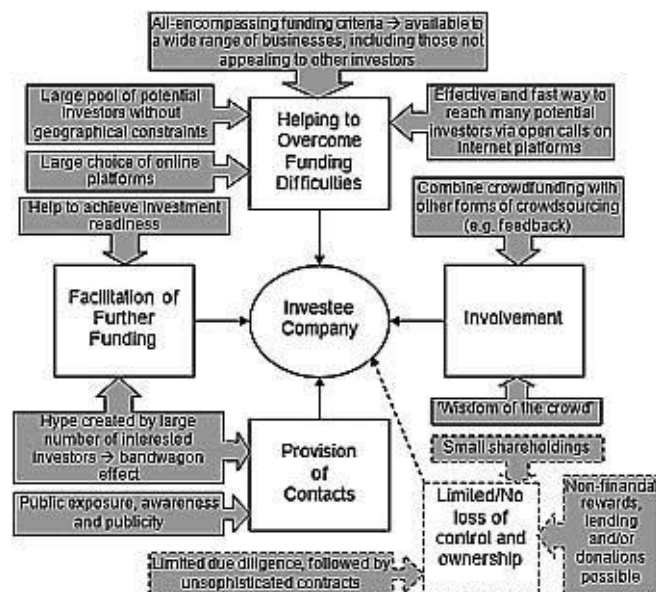 All-encompassing funding criteria → available
to a wide range of businesses, including those not
appealing to other investors
Large pool of potential
investors without
geographical constraints
Helping to
Overcome
Funding
Difficulties
Effective and fast way to
reach many potential
investors via open calls on
Internet platforms
Large choice of online
platforms
Help to achieve investment
readiness
Combine crowdfunding with
other forms of crowdsourcing
(e.g. feedback)
Facilitation of
Further
Funding
Investee
Company
Involvement
Hype created by large
number of interested
investors → bandwagon
effect
'Wisdom of the crowd'
Provision
of
Contacts
Small shareholdings
Public exposure, awareness
and publicity
Limited/No
loss of
control and
ownership
Non-financial
rewards,
lending
and/or
donations
possible
Limited due diligence, followed by
unsophisticated contracts